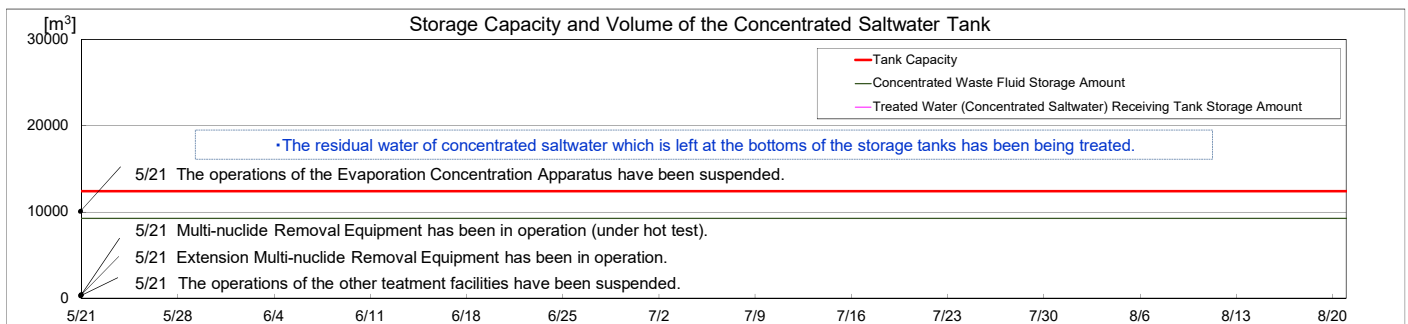 [m³]
Storage Capacity and Volume of the Concentrated Saltwater Tank
30000
Tank Capacity
Concentrated Waste Fluid Storage Amount
Treated Water (Concentrated Saltwater) Receiving Tank Storage Amount
20000
・The residual water of concentrated saltwater which is left at the bottoms of the storage tanks has been being treated.
5/21 The operations of the Evaporation Concentration Apparatus have been suspended.
10000
5/21 Multi-nuclide Removal Equipment has been in operation (under hot test).
5/21 Extension Multi-nuclide Removal Equipment has been in operation.
5/21 The operations of the other teatment facilities have been suspended.
0
5/21 5/28 6/4 6/11 6/18 6/25 7/2 7/9 7/16 7/23 7/30 8/6 8/13 8/20